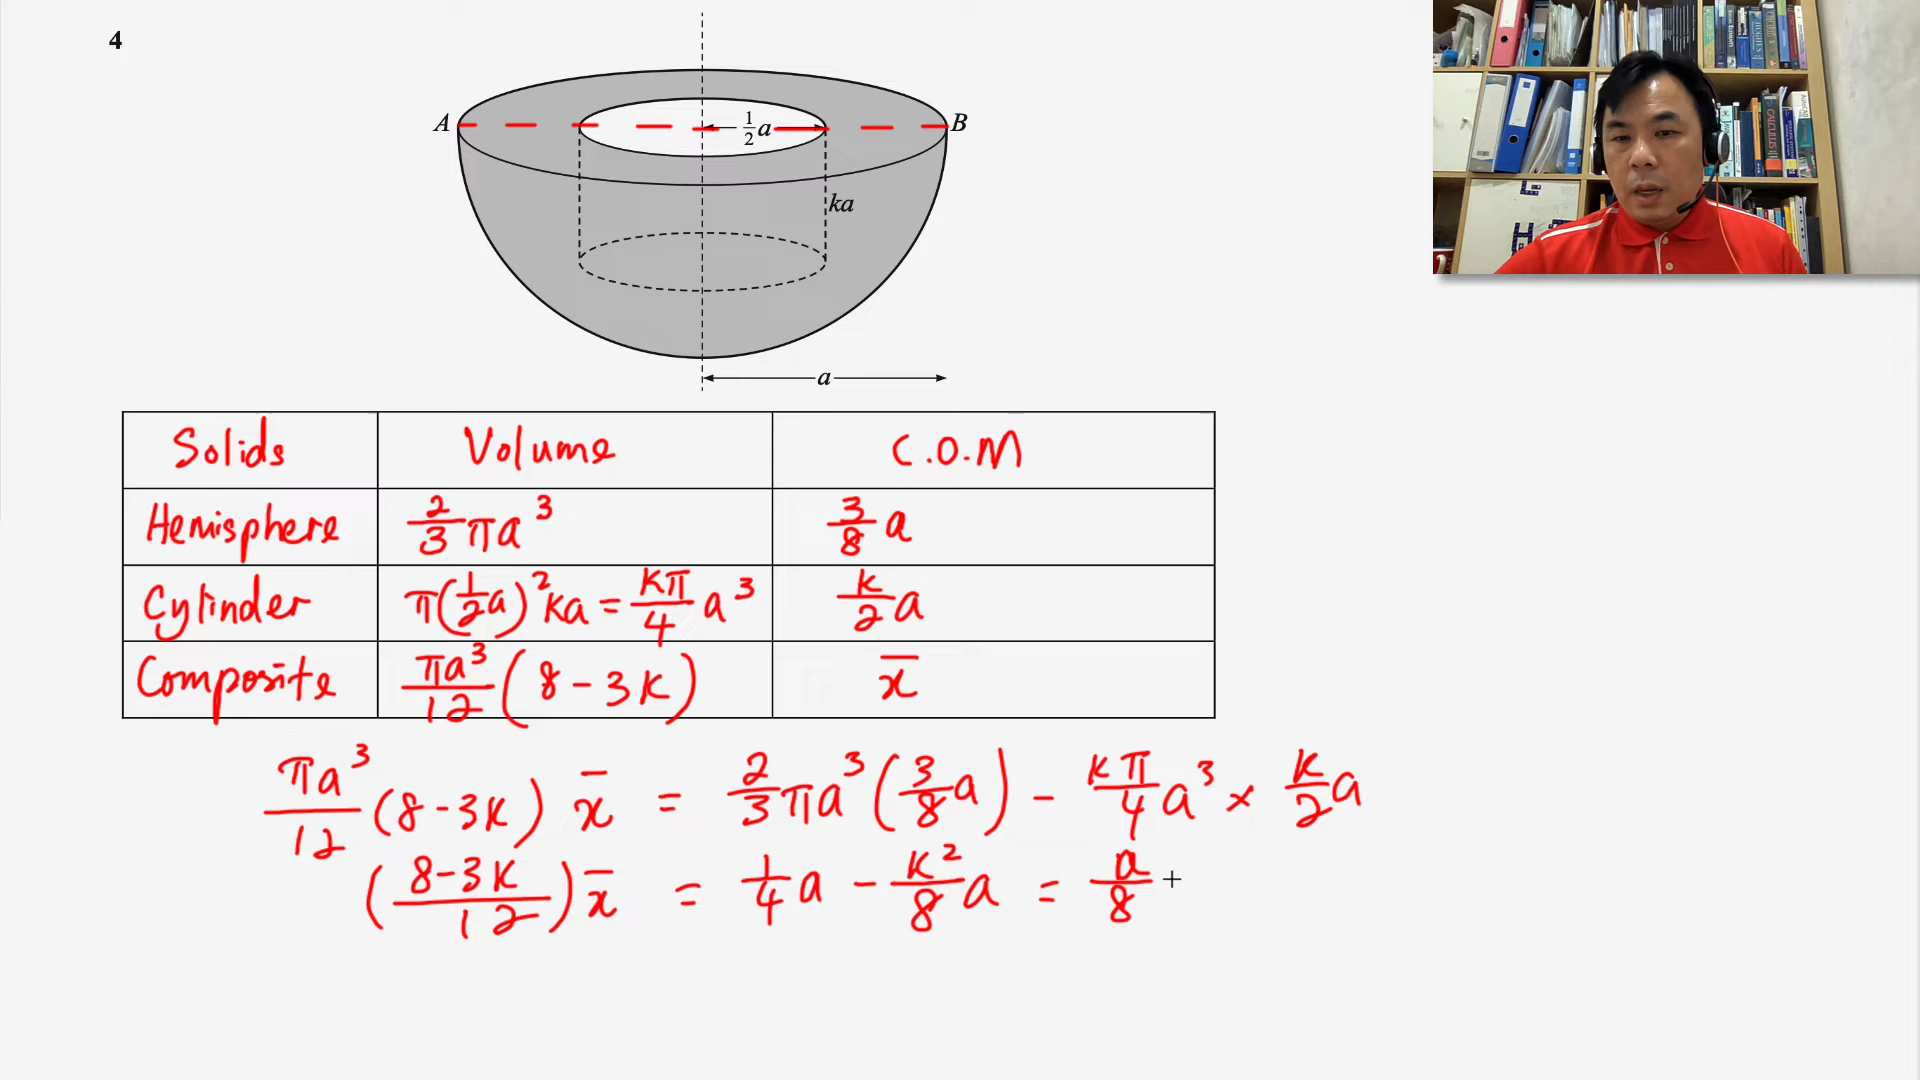 4
A
1/2 a
B
ka
a
Solids Volume C.O.M
Hemisphere 2/3 πa³ 3/8 a
Cylinder π(1/2 a)² ka = kπ/4 a³ k/2 a
Composite πa³/12 (8 - 3k) x̄
πa³/12 (8 - 3k) x̄ = 2/3 πa³ (3/8 a) - kπ/4 a³ × k/2 a
((8 - 3k)/12) x̄ = 1/4 a - k²/8 a = a/8
CALCULUS